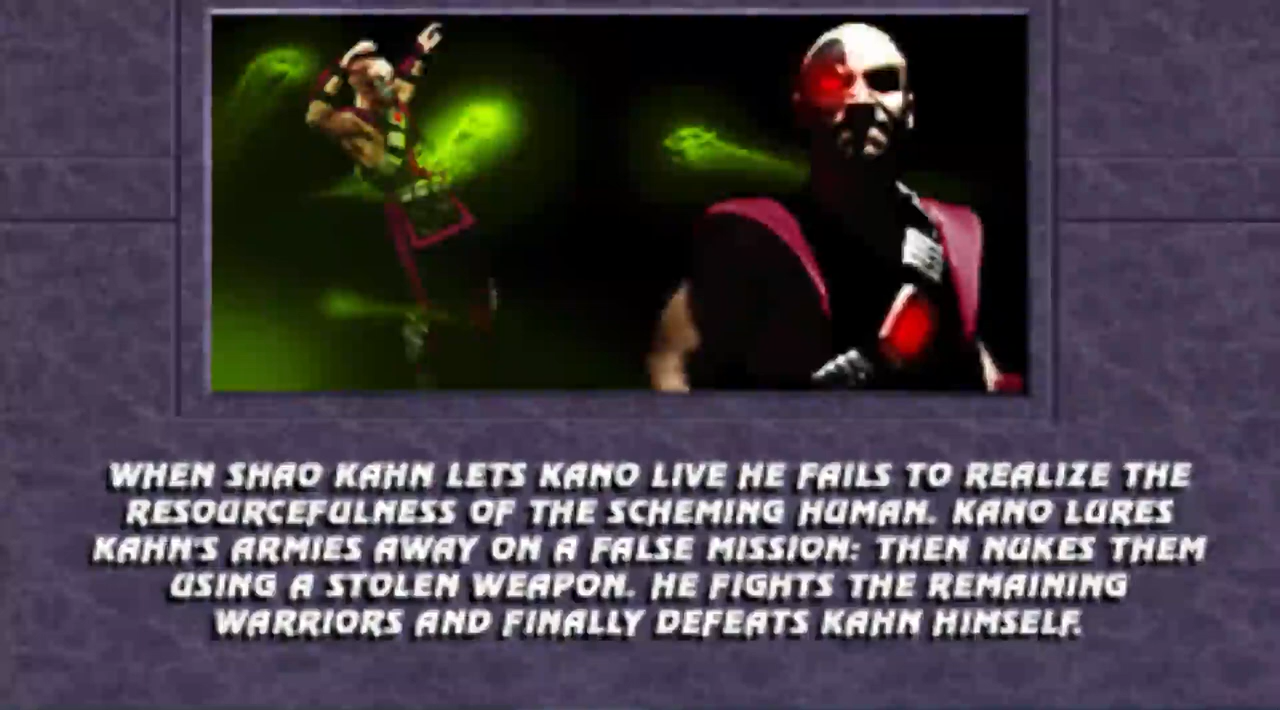 WHEN SHAO KAHN LETS KANO LIVE HE FAILS TO REALIZE THE
RESOURCEFULNESS OF THE SCHEMING HUMAN. KANO LURES
KAHN'S ARMIES AWAY ON A FALSE MISSION: THEN NUKES THEM
USING A STOLEN WEAPON. HE FIGHTS THE REMAINING
WARRIORS AND FINALLY DEFEATS KAHN HIMSELF.